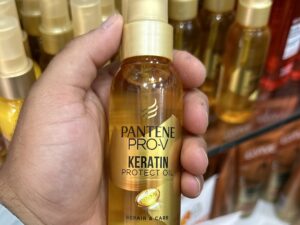 PANTENE
PRO-V
KERATIN
PROTECT OIL
REPAIR & CARE